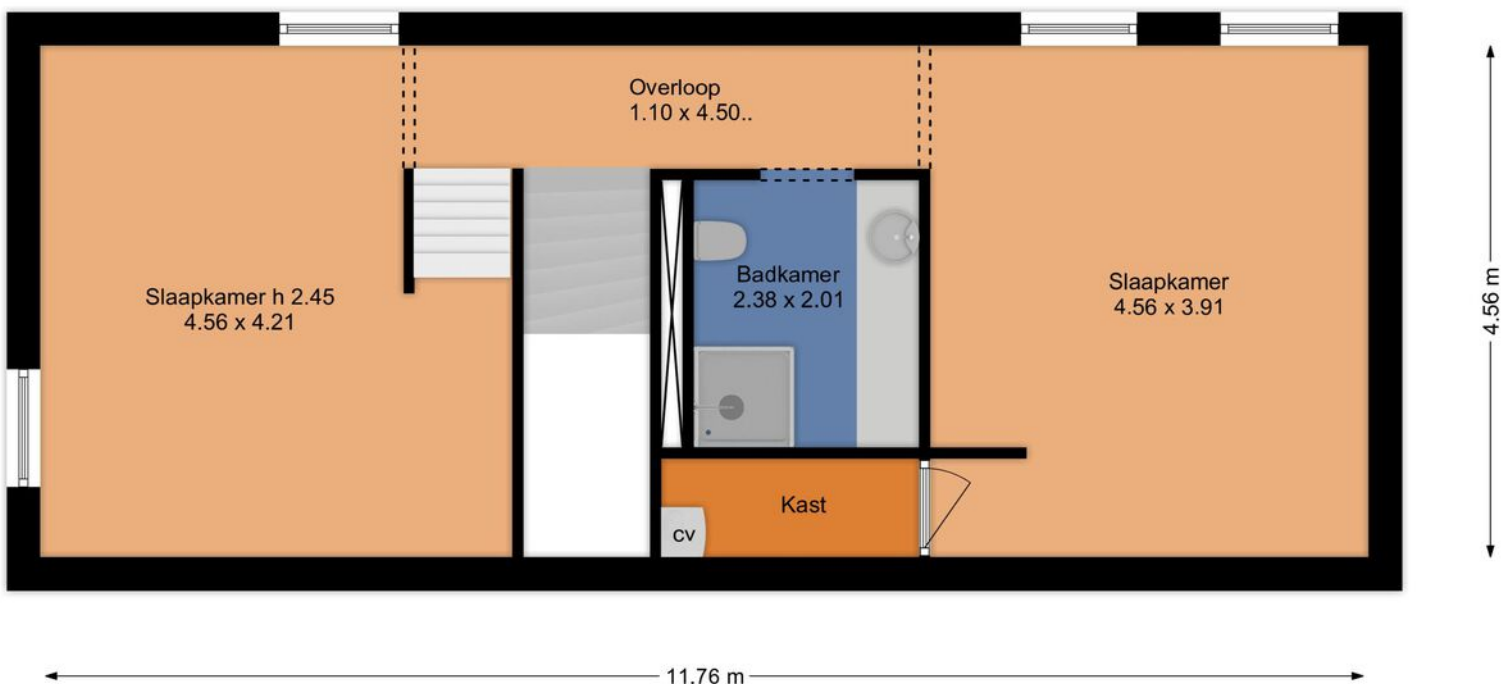 Overloop
1.10 x 4.50..
Slaapkamer h 2.45
4.56 x 4.21
Badkamer
2.38 x 2.01
Slaapkamer
4.56 x 3.91
4.56 m
Kast
cv
11.76 m